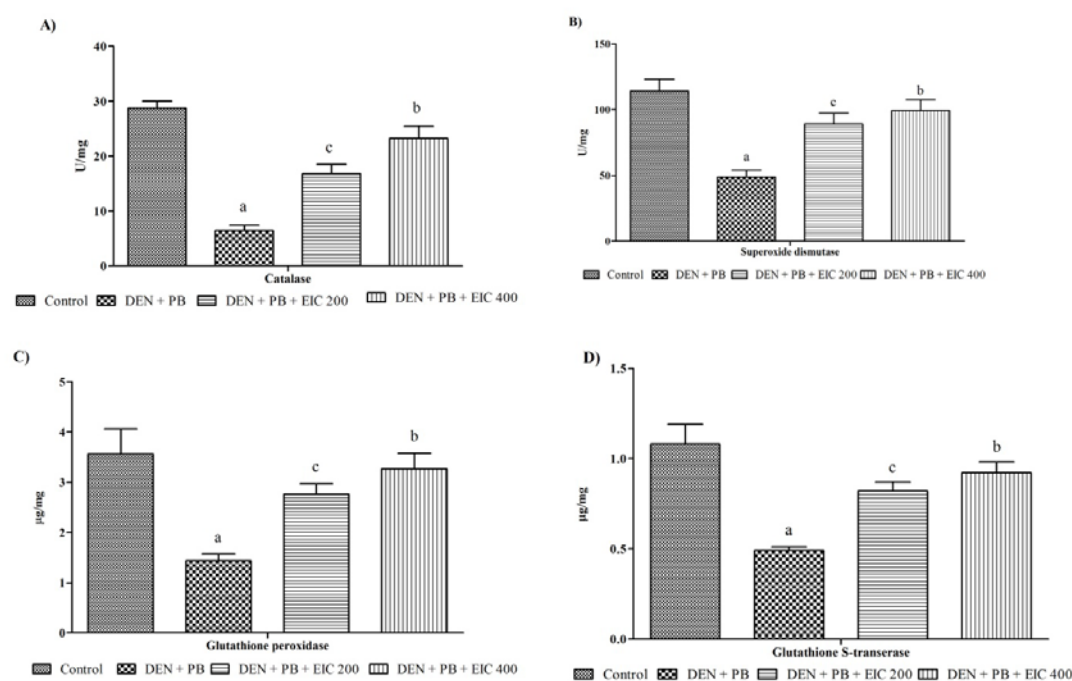 A)
40
30
20
10
0
U/mg
a
c
b
Catalase
Control DEN + PB DEN + PB + EIC 200 DEN + PB + EIC 400
B)
150
100
50
0
U/mg
a
c
b
Superoxide dismutase
Control DEN + PB DEN + PB + EIC 200 DEN + PB + EIC 400
C)
5
4
3
2
1
0
µg/mg
a
c
b
Glutathione peroxidase
Control DEN + PB DEN + PB + EIC 200 DEN + PB + EIC 400
D)
1.5
1.0
0.5
0.0
µg/mg
a
c
b
Glutathione S-transerase
Control DEN + PB DEN + PB + EIC 200 DEN + PB + EIC 400